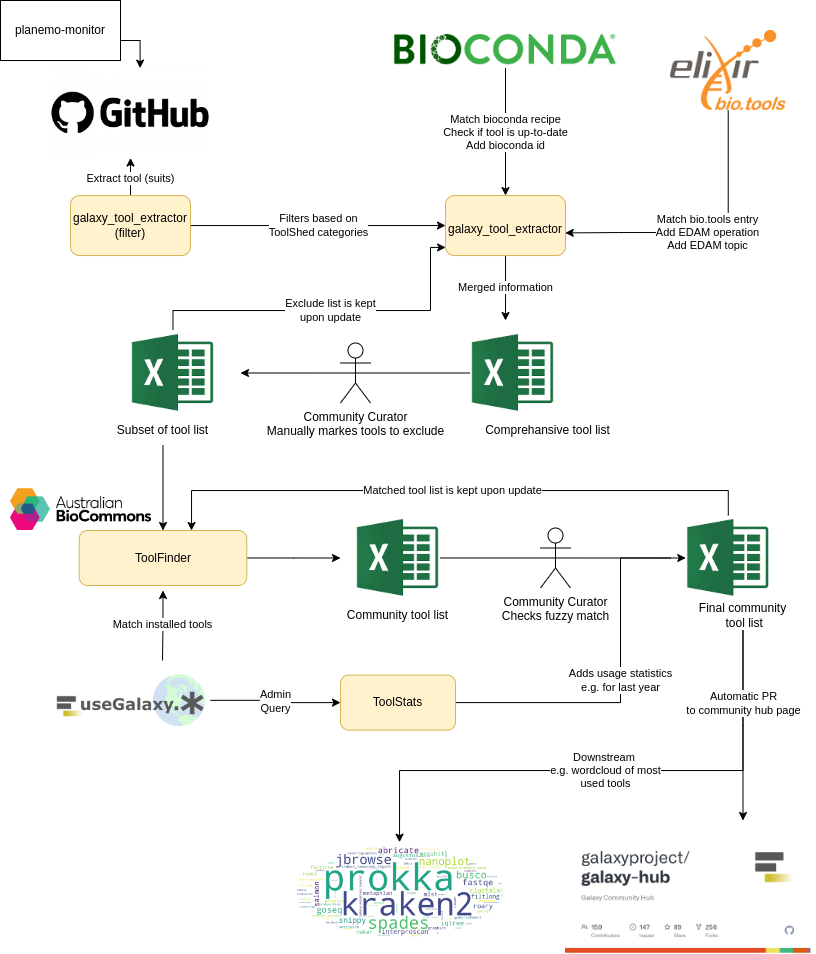 planemo-monitor
BIOCONDA®
elixir
bio.tools
GitHub
Match bioconda recipe
Check if tool is up-to-date
Add bioconda id
Extract tool (suits)
galaxy_tool_extractor
(filter)
Filters based on
ToolShed categories
galaxy_tool_extractor
Match bio.tools entry
Add EDAM operation
Add EDAM topic
Merged information
Exclude list is kept
upon update
X
X
Community Curator
Manually markes tools to exclude
Subset of tool list
Comprehansive tool list
Matched tool list is kept upon update
Australian
BioCommons
ToolFinder
X
X
Community Curator
Checks fuzzy match
Community tool list
Final community
tool list
Match installed tools
Adds usage statistics
e.g. for last year
useGalaxy.*
Admin
Query
ToolStats
Automatic PR
to community hub page
Downstream
e.g. wordcloud of most
used tools
abricate
jbrowse
nanoplot
prokka
busco
fastqe
salmon
kraken2
filtlong
roary
goseq
snippy
spades
iqtree
interproscan
galaxyproject/
galaxy-hub
Galaxy Community Hub
159
Contributors
147
Issues
89
Stars
256
Forks